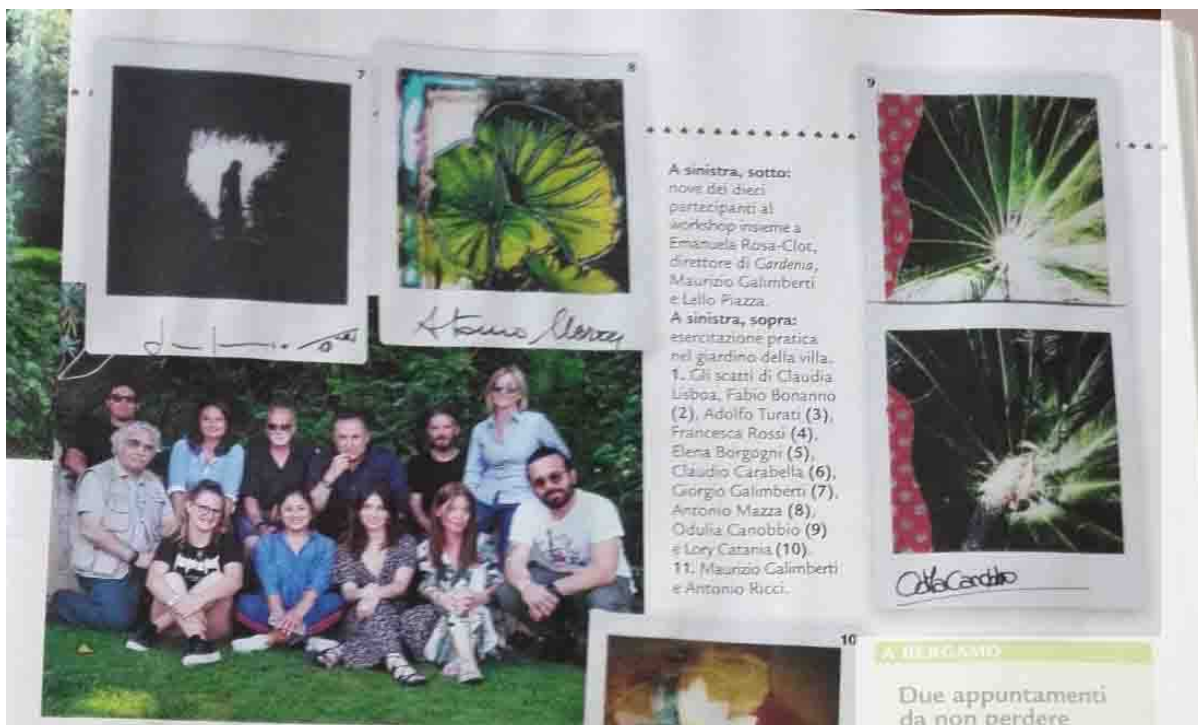 7
8
9
A sinistra, sotto:
nove dei dieci
partecipanti al
workshop insieme a
Emanuela Rosa-Clot,
direttore di Gardenia,
Maurizio Galimberti
e Lello Piazza.
A sinistra, sopra:
esercitazione pratica
nel giardino della villa.
1. Gli scatti di Claudia
Lisboa, Fabio Bonanno
(2), Adolfo Turati (3),
Francesca Rossi (4),
Elena Borgogni (5),
Claudio Carabella (6),
Giorgio Galimberti (7),
Antonio Mazza (8),
Odulia Canobbio (9)
e Lory Catania (10).
11. Maurizio Galimberti
e Antonio Ricci.
10
A BERGAMO
Due appuntamenti
da non perdere